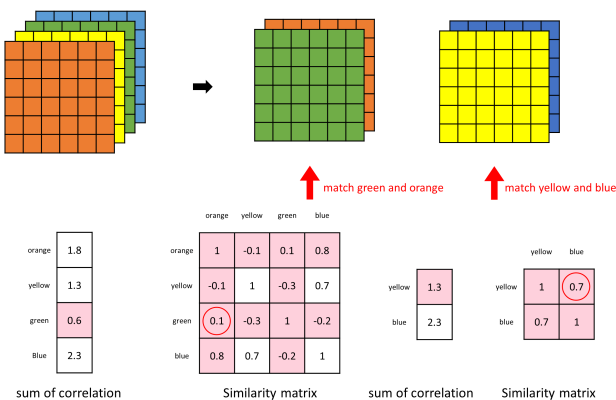 match green and orange
match yellow and blue
orange yellow green blue
yellow blue
orange 1.8
yellow 1.3
green 0.6
Blue 2.3
orange 1 -0.1 0.1 0.8
yellow -0.1 1 -0.3 0.7
green 0.1 -0.3 1 -0.2
blue 0.8 0.7 -0.2 1
yellow 1.3
blue 2.3
yellow 1 0.7
blue 0.7 1
sum of correlation
Similarity matrix
sum of correlation
Similarity matrix